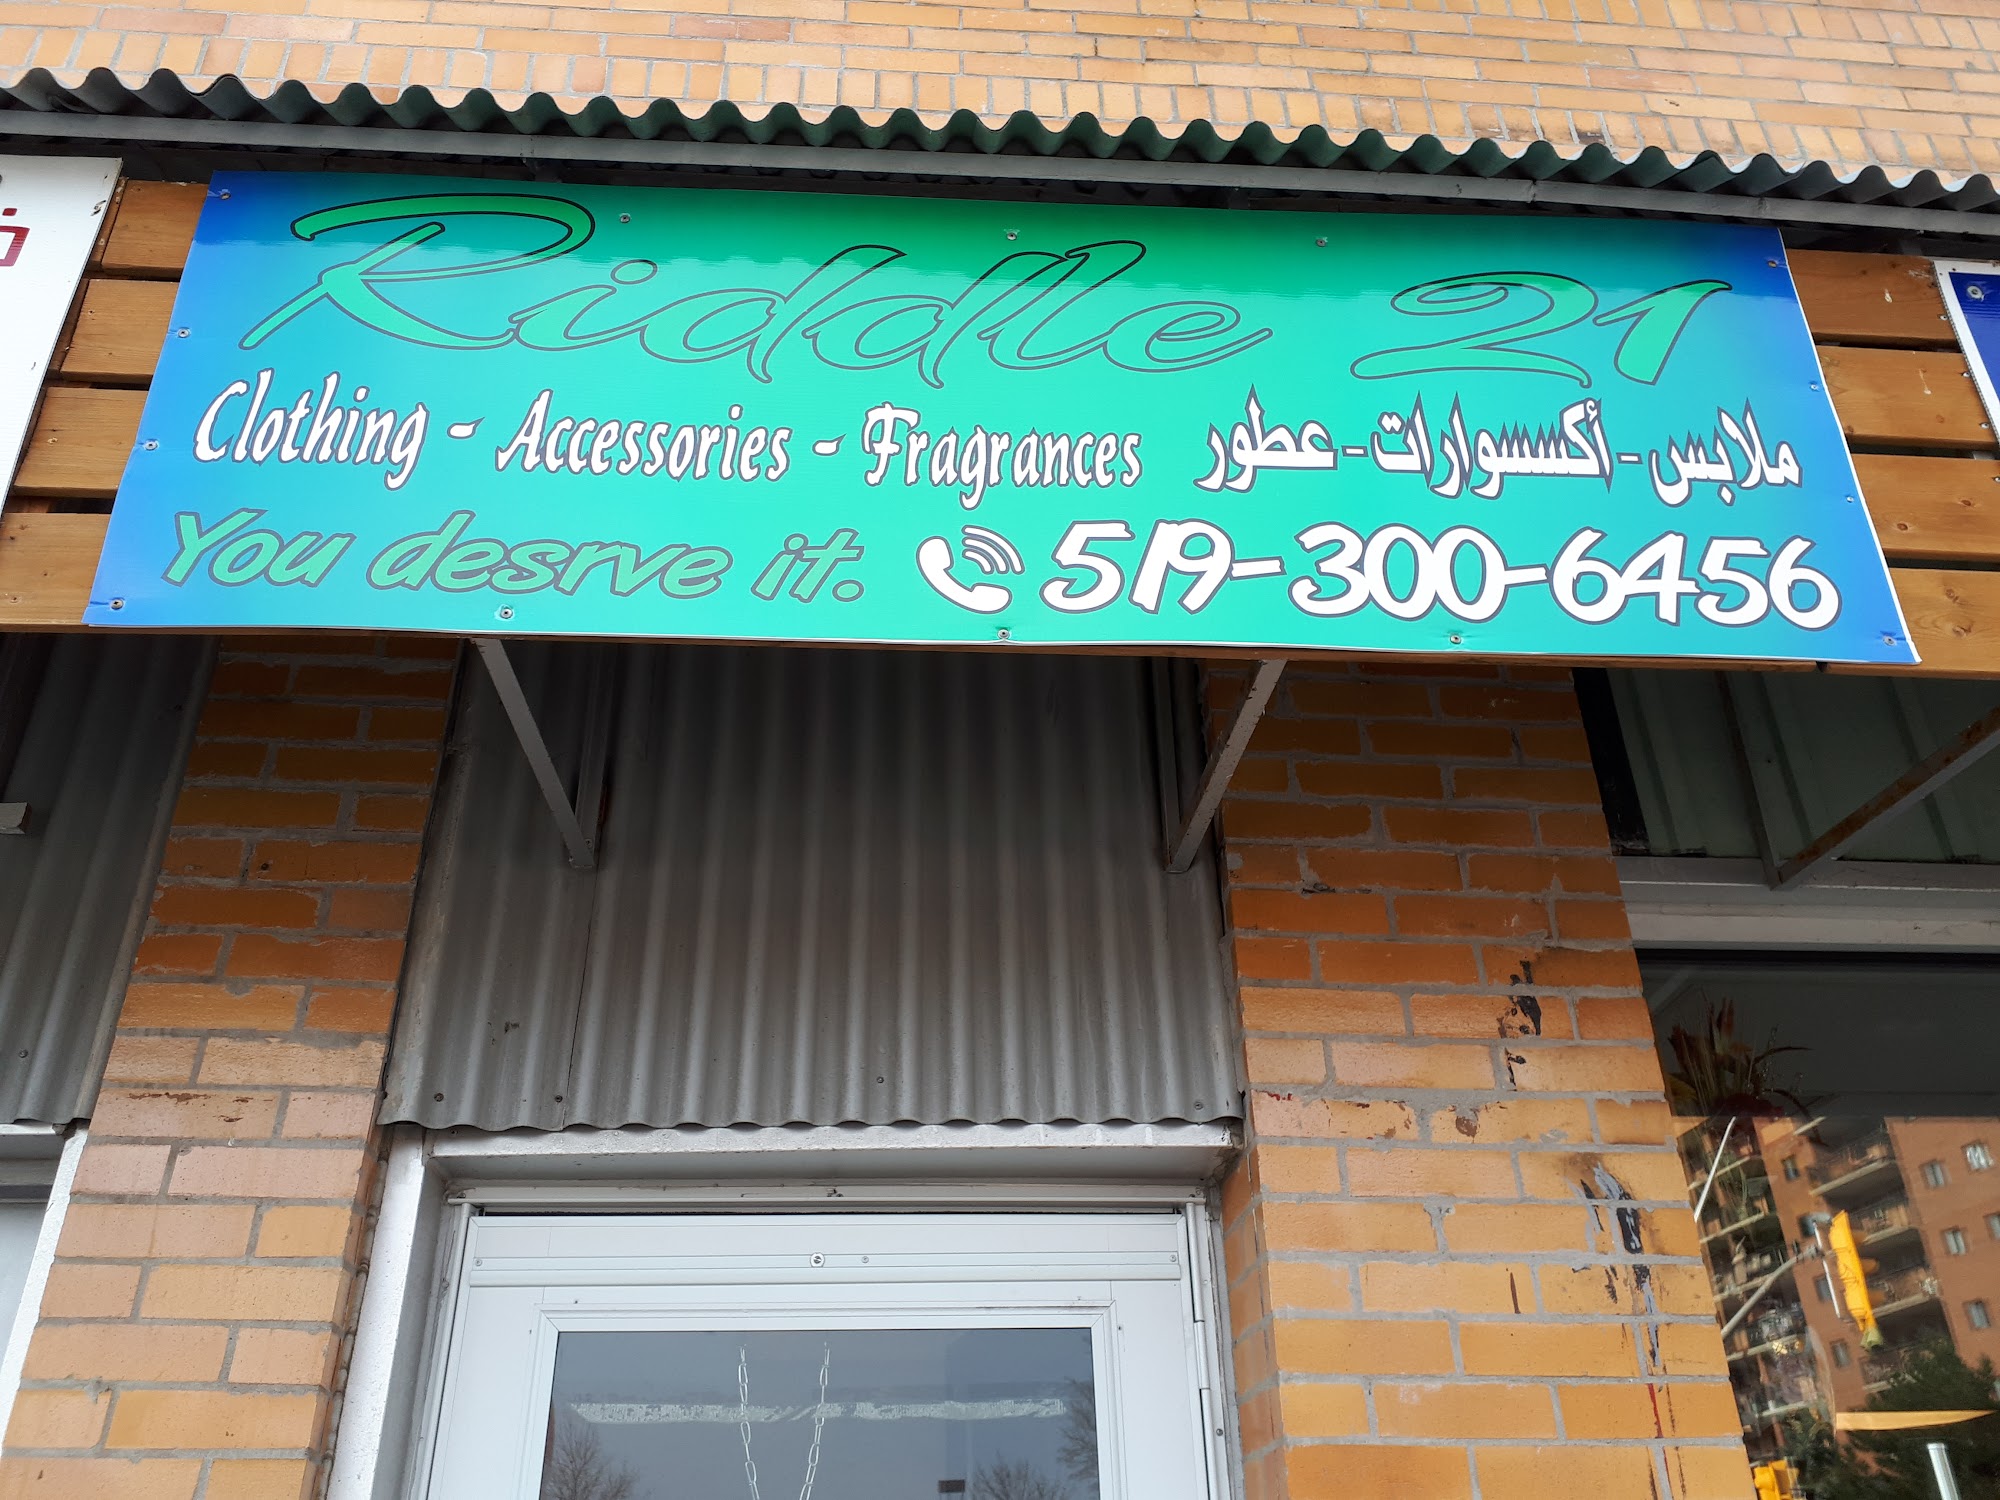 Riddle 21
Clothing - Accessories - Fragrances ملابس - أكسسوارات - عطور
You desrve it. 519-300-6456